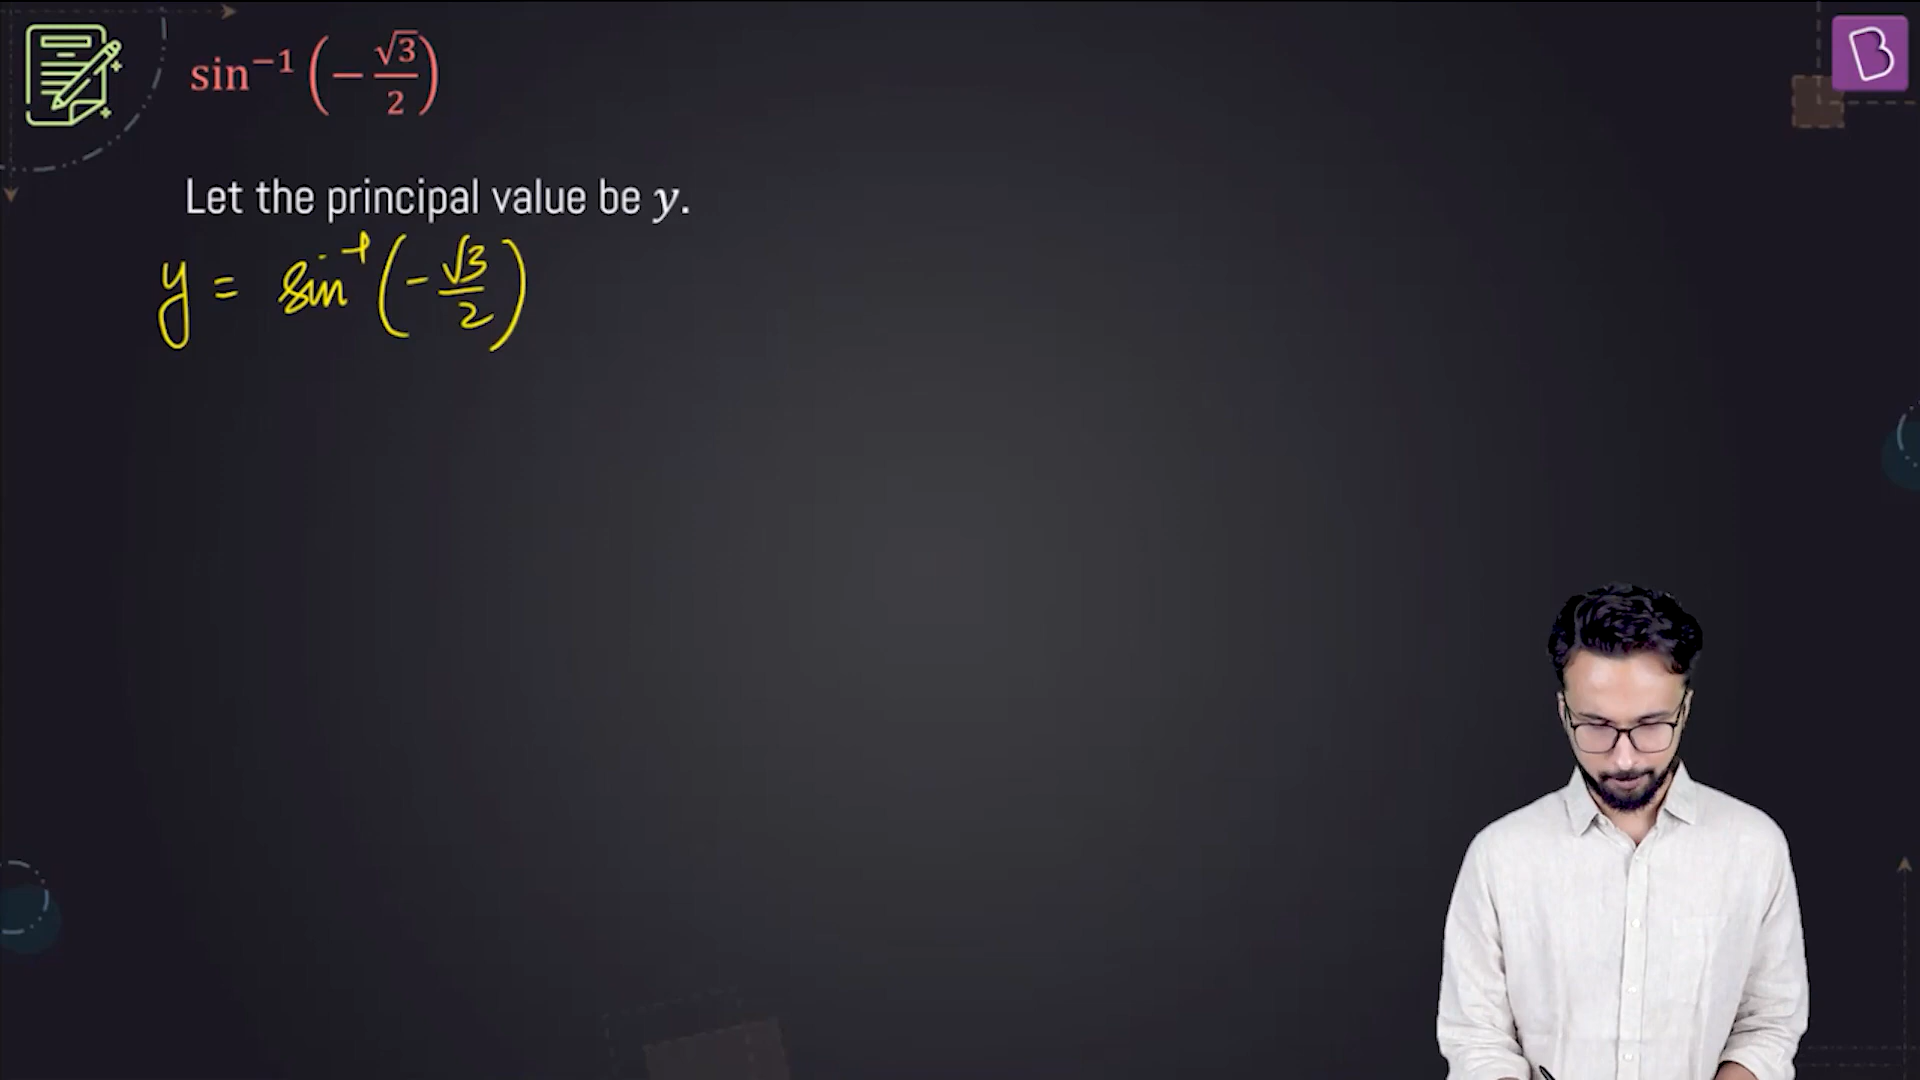 sin⁻¹ (−√3/2)
Let the principal value be y.
y = sin⁻¹ (−√3/2)